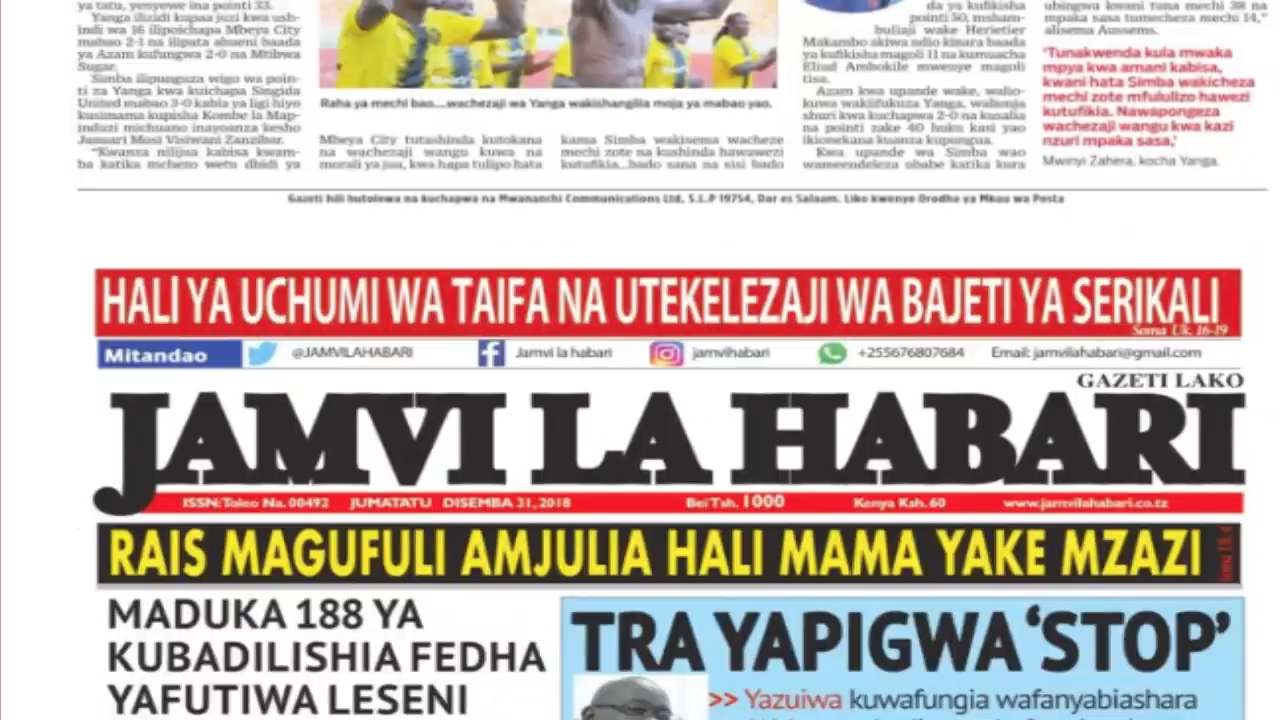 ya tatu, yenyewe ina pointi 33.
Yanga ilizidi kupaa juzi kwa ush-
indi wa 16 ilipoichapa Mbeya City
mabao 2-1 na ilipata ahueni baada
ya Azam kufungwa 2-0 na Mtibwa
Sugar.
Simba ilipunguza wigo wa poin-
ti za Yanga kwa kuichapa Singida
United mabao 3-0 kabla ya ligi hiyo
kusimama kupisha Kombe la Map-
induzi michuano inayoanza kesho
Januari Mosi Visiwani Zanzibar.
"Kwanza nilijua kabisa kwam-
ba katika mchezo wetu dhidi ya
Raha ya mechi bao....wachezaji wa Yanga wakishangilia moja ya mabao yao.
Mbeya City tutashinda kutokana
na wachezaji wangu kuwa na
morali ya juu, kwa hapa tulipo hata
kama Simba wakisema wacheze
mechi zote na kushinda hawawezi
kutufikia...bado sana na sisi bado
da ya kufikisha
pointi 50, msham-
buliaji wake Herietier
Makambo akiwa ndio kinara baada
ya kufikisha magoli 11 na kumuacha
Eliud Ambokile mwenye magoli
tisa.
Azam kwa upande wake, walio-
kuwa wakiifukuza Yanga, walionja
shuri kwa kuchapwa 2-0 na kusalia
na pointi zake 40 huku kasi yao
ikionekana kuanza kupungua.
Kwa upande wa Simba wao
wameendeleza ubabe katika kura
ubingwa kwani tuna mechi 38 na
mpaka sasa tumecheza mechi 14,"
alisema Aussems.
'Tunakwenda kula mwaka
mpya kwa amani kabisa,
kwani hata Simba wakicheza
mechi zote mfululizo hawezi
kutufikia. Nawapongeza
wachezaji wangu kwa kazi
nzuri mpaka sasa,'
Mwinyi Zahera, kocha Yanga.
Gazeti hili hutolewa na kuchapwa na Mwananchi Communications Ltd, S.L.P 19754, Dar es Salaam. Liko kwenye Orodha ya Mkuu wa Posta
HALI YA UCHUMI WA TAIFA NA UTEKELEZAJI WA BAJETI YA SERIKALI
Soma Uk. 16-19
Mitandao @JAMVILAHABARI Jamvi la habari jamvihabari +255676807684 Email: jamvilahabari@gmail.com
GAZETI LAKO
JAMVI LA HABARI
ISSN: Toleo Na. 00492 JUMATATU DISEMBA 31, 2018 Bei Tsh. 1000 Kenya Ksh. 60 www.jamvilahabari.co.tz
RAIS MAGUFULI AMJULIA HALI MAMA YAKE MZAZI
MADUKA 188 YA
KUBADILISHIA FEDHA
YAFUTIWA LESENI
TRA YAPIGWA 'STOP'
>> Yazuiwa kuwafungia wafanyabiashara